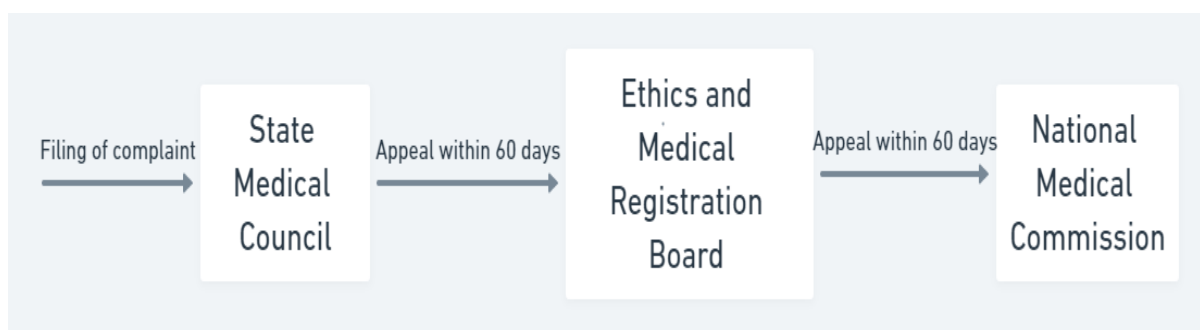 Filing of complaint
State
Medical
Council
Appeal within 60 days
Ethics and
Medical
Registration
Board
Appeal within 60 days
National
Medical
Commission